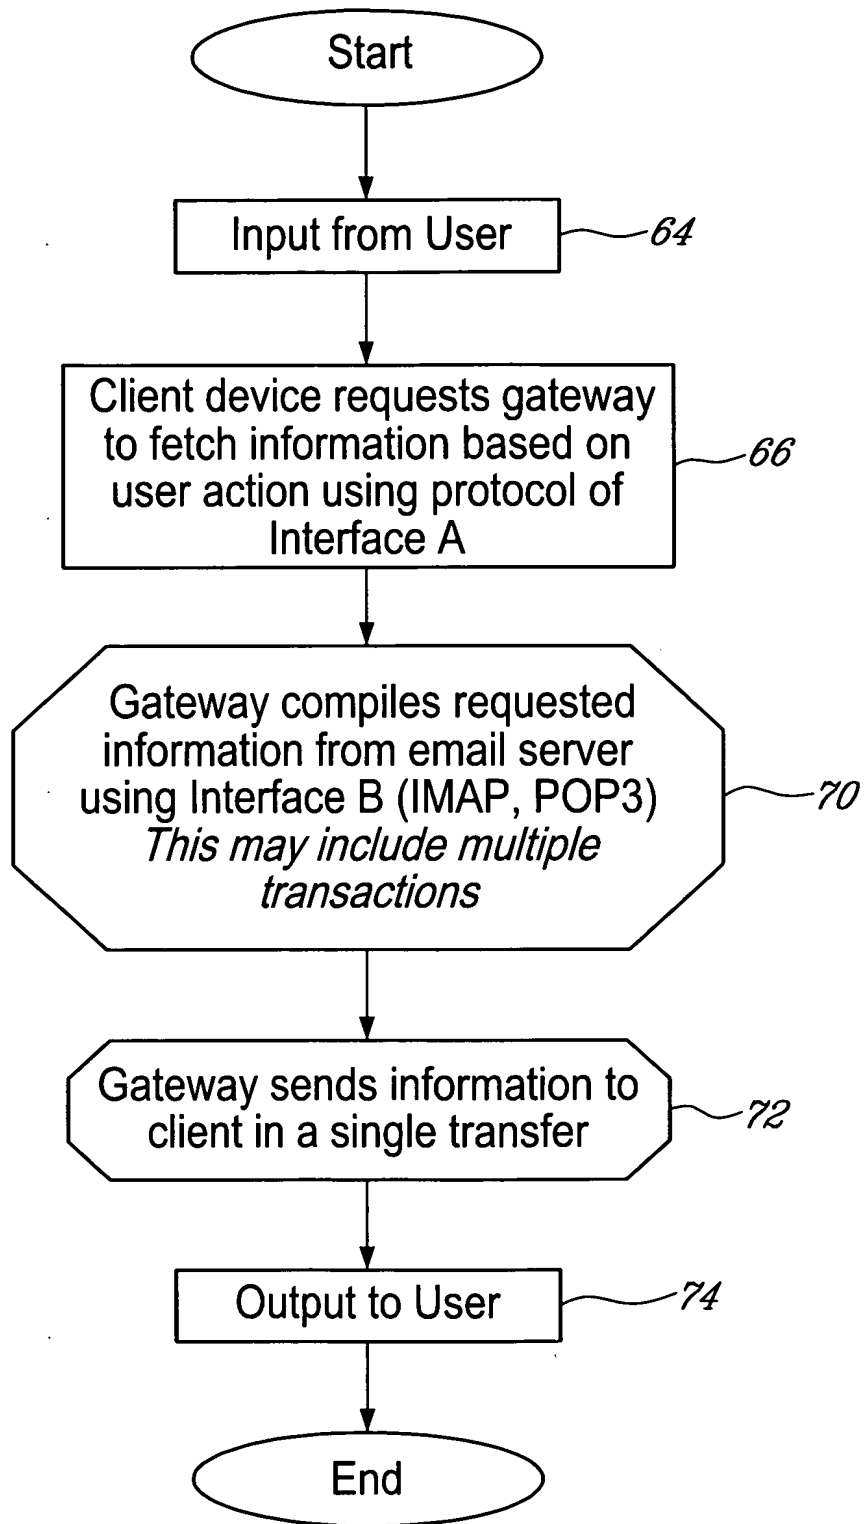 Start
Input from User
64
Client device requests gateway
to fetch information based on
user action using protocol of
Interface A
66
Gateway compiles requested
information from email server
using Interface B (IMAP, POP3)
This may include multiple
transactions
70
Gateway sends information to
client in a single transfer
72
Output to User
74
End